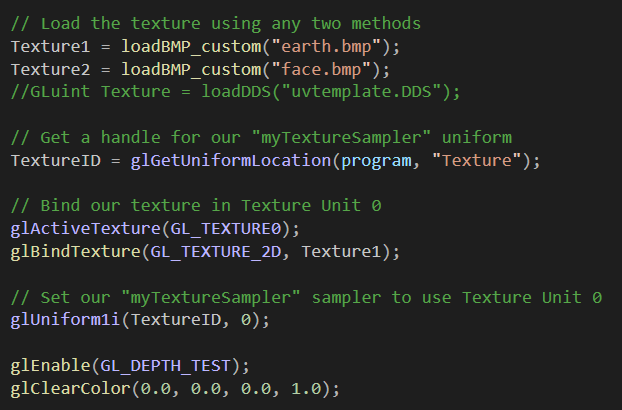 // Load the texture using any two methods
Texture1 = loadBMP_custom("earth.bmp");
Texture2 = loadBMP_custom("face.bmp");
//GLuint Texture = loadDDS("uvtemplate.DDS");
// Get a handle for our "myTextureSampler" uniform
TextureID = glGetUniformLocation(program, "Texture");
// Bind our texture in Texture Unit 0
glActiveTexture(GL_TEXTURE0);
glBindTexture(GL_TEXTURE_2D, Texture1);
// Set our "myTextureSampler" sampler to use Texture Unit 0
glUniform1i(TextureID, 0);
glEnable(GL_DEPTH_TEST);
glClearColor(0.0, 0.0, 0.0, 1.0);